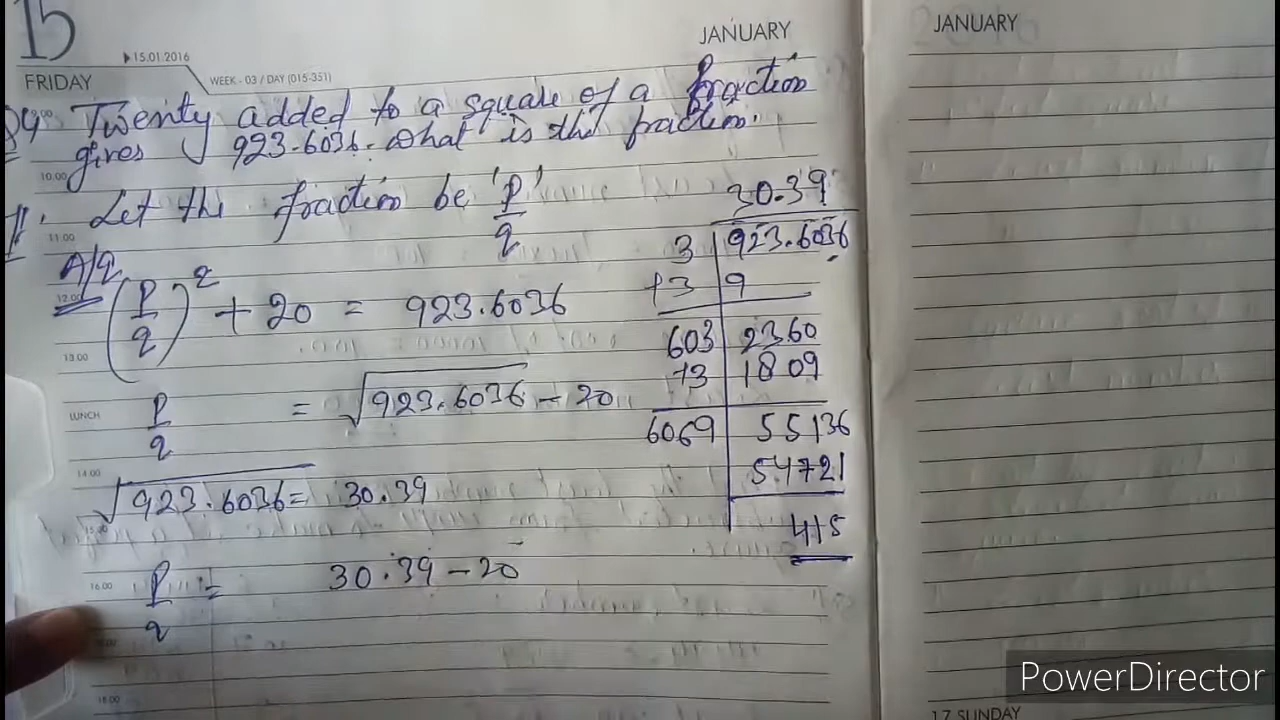 15
15.01.2016
JANUARY
FRIDAY
WEEK - 03 / DAY (015-351)
Q4 Twenty added to a square of a fraction
gives 923.6036. what is the fraction.
10.00
Let the fraction be 'p/q'
11.00
A/q
12.00
(p/q)² + 20 = 923.6036
13.00
p/q = √923.6036 - 20
LUNCH
14.00
√923.6036 = 30.39
16.00
p/q = 30.39 - 20
18.00
30.39
3 | 923.6036
+3 | 9
603 | 2360
+3 | 1809
6069 | 55136
54721
415
JANUARY
17 SUNDAY
PowerDirector